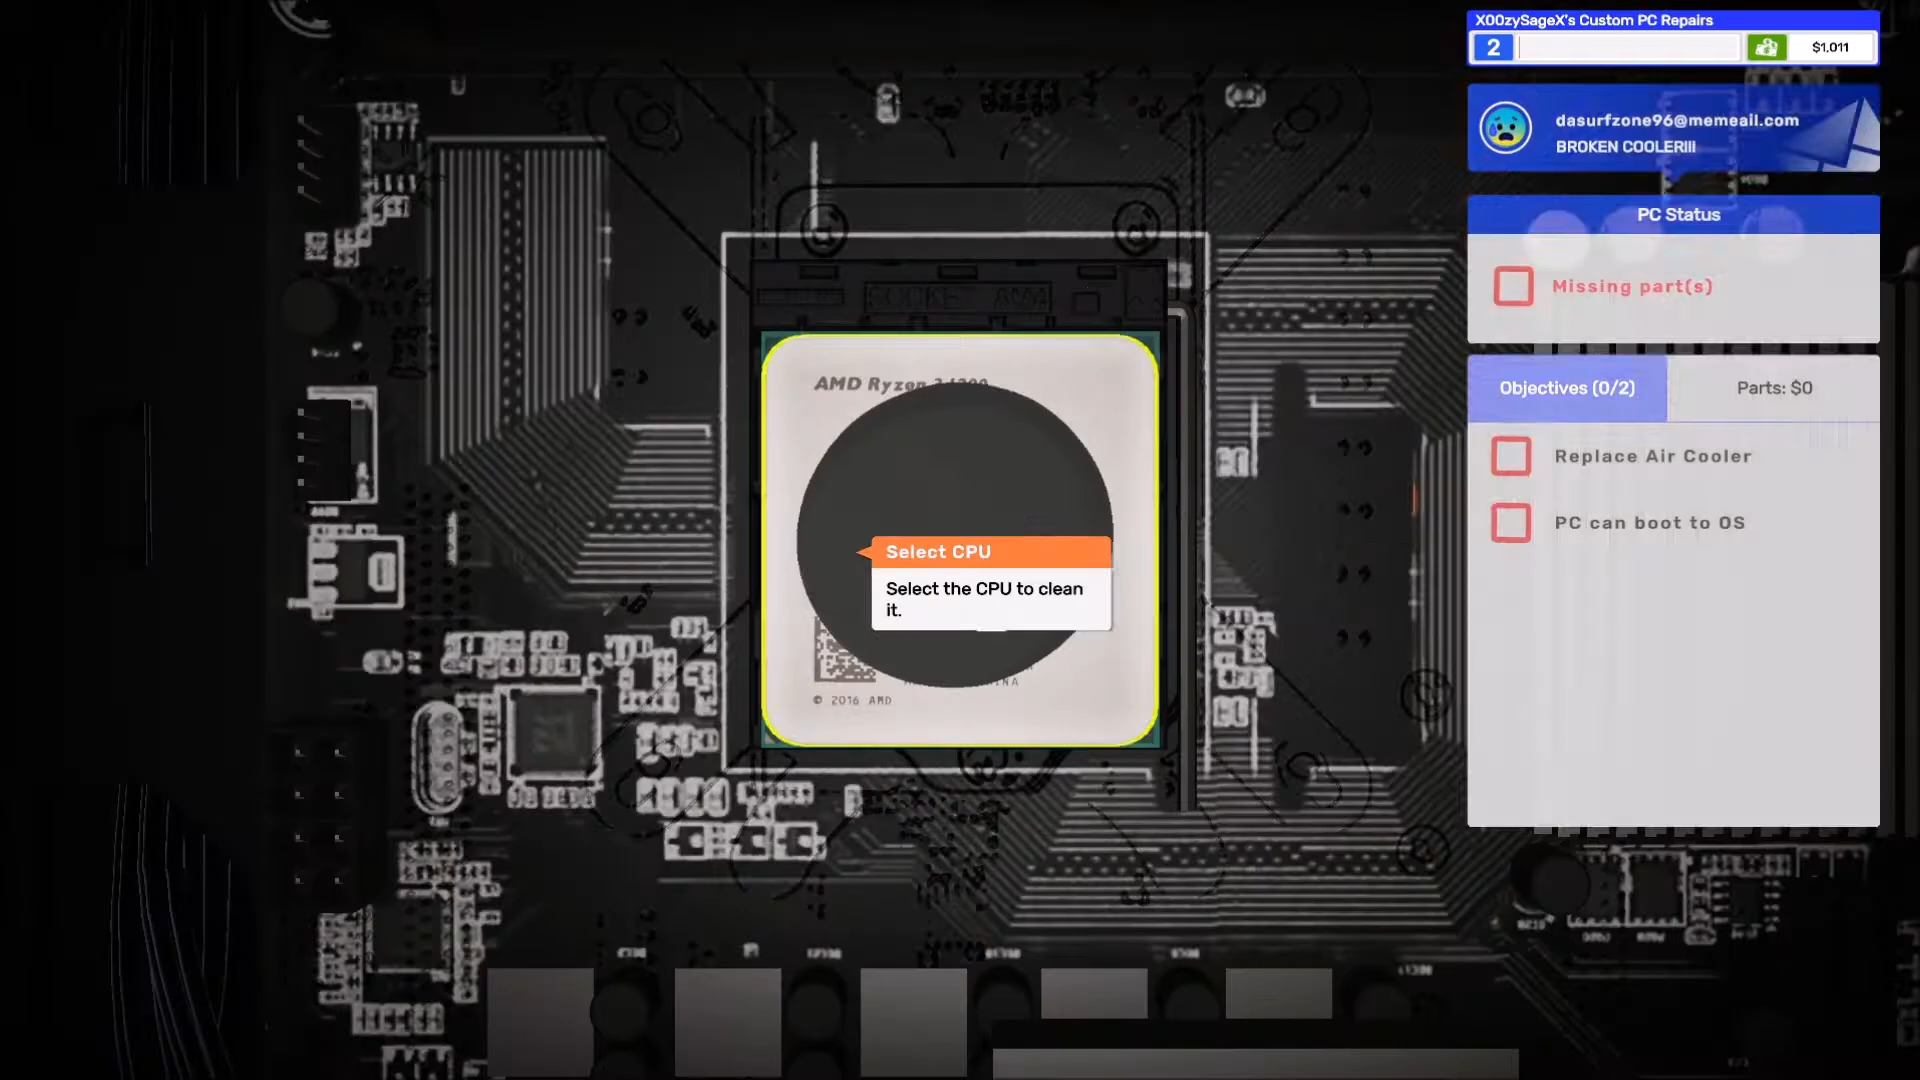 X00zySageX's Custom PC Repairs
2
$1,011
dasurfzone96@memeail.com
BROKEN COOLER!!!
PC Status
Missing part(s)
Objectives (0/2)
Parts: $0
Replace Air Cooler
PC can boot to OS
SOCKET AM4
AMD Ryzen
Select CPU
Select the CPU to clean
it.
© 2016 AMD